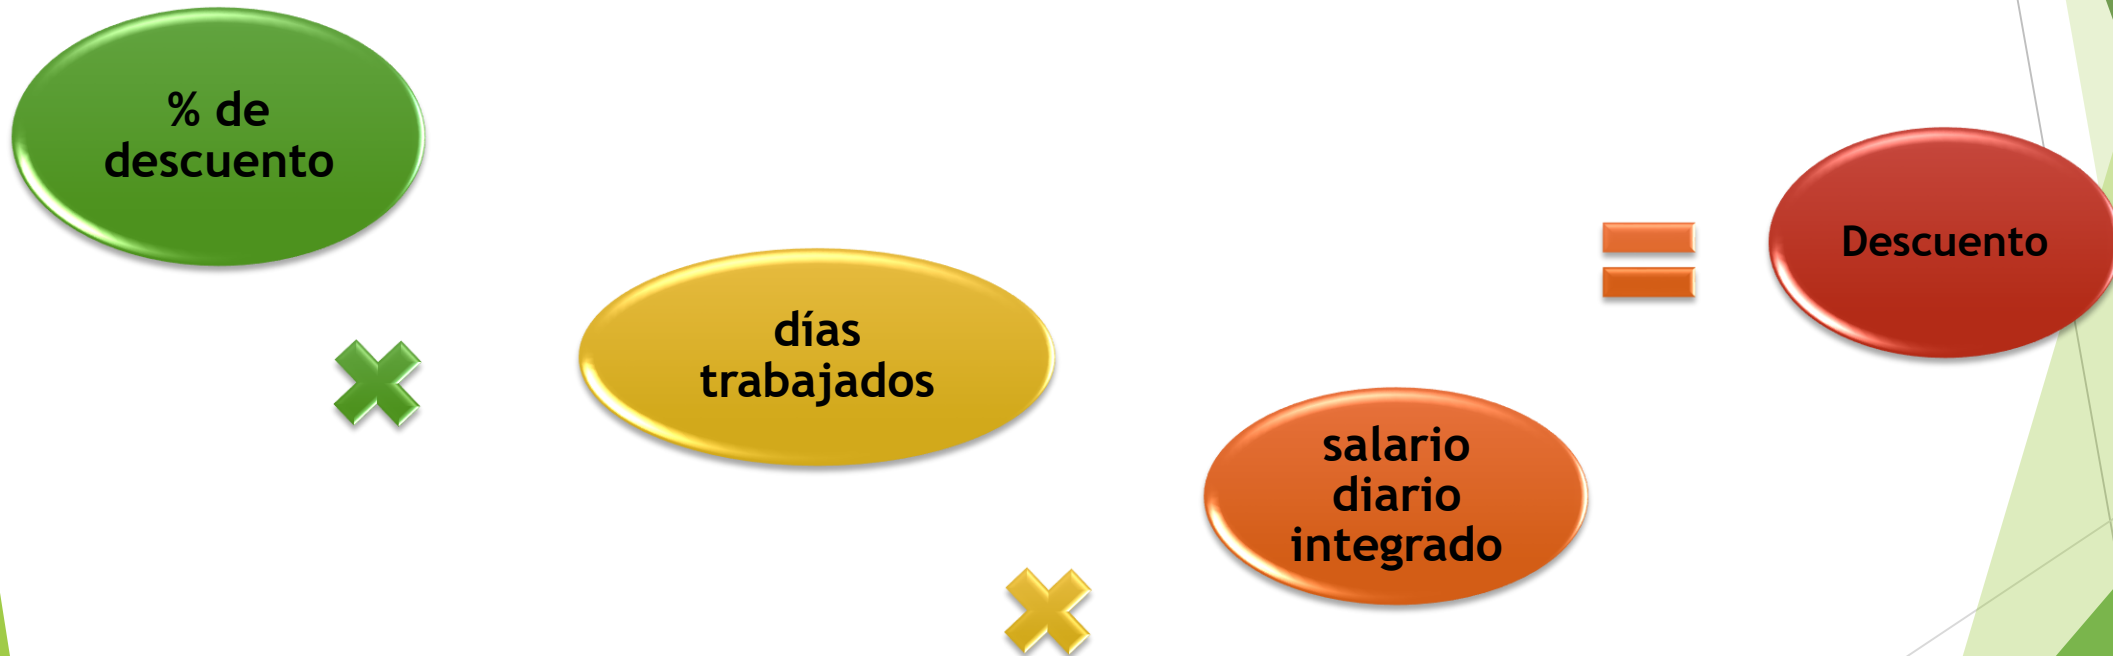 % de
descuento
días
trabajados
salario
diario
integrado
Descuento